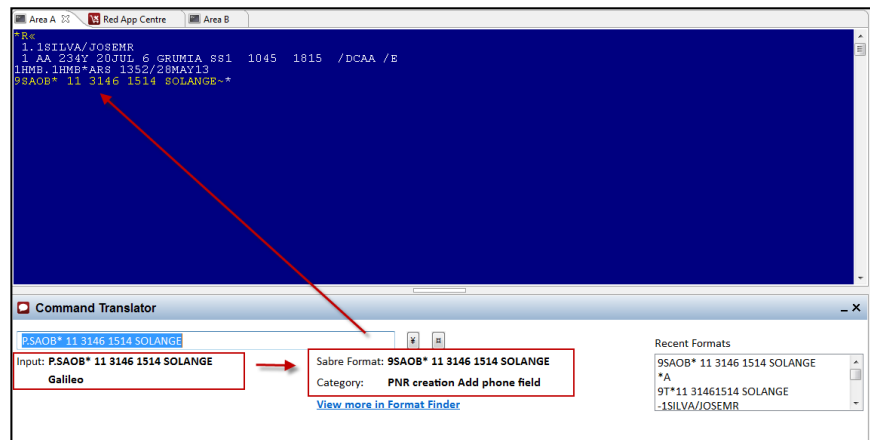 Area A
Red App Centre
Area B
*R«
1.1SILVA/JOSEMR
1 AA 234Y 20JUL 6 GRUMIA SS1 1045 1815 /DCAA /E
1HMB.1HMB*ARS 1352/28MAY13
9SAOB* 11 3146 1514 SOLANGE~*
Command Translator
P.SAOB* 11 3146 1514 SOLANGE
¥ ¤
Input: P.SAOB* 11 3146 1514 SOLANGE
Galileo
Sabre Format: 9SAOB* 11 3146 1514 SOLANGE
Category: PNR creation Add phone field
View more in Format Finder
Recent Formats
9SAOB* 11 3146 1514 SOLANGE
*A
9T*11 31461514 SOLANGE
-1SILVA/JOSEMR